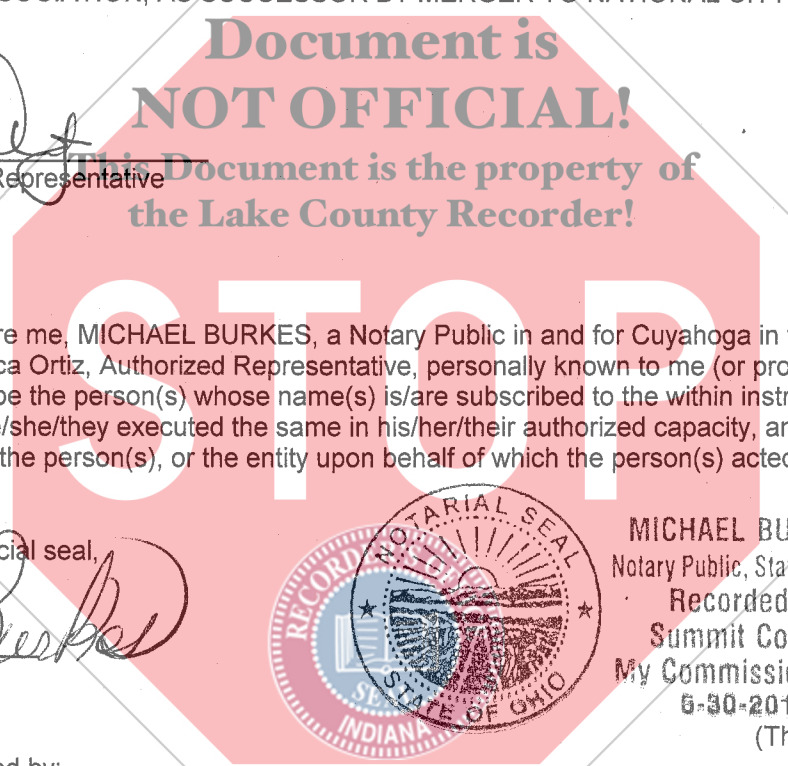 Document is
NOT OFFICIAL!
This Document is the property of
Representative
the Lake County Recorder!
STOP
re me, MICHAEL BURKES, a Notary Public in and for Cuyahoga in
ca Ortiz, Authorized Representative, personally known to me (or pro
be the person(s) whose name(s) is/are subscribed to the within instr
e/she/they executed the same in his/her/their authorized capacity, an
the person(s), or the entity upon behalf of which the person(s) acted
cial seal,
NOTARIAL SEAL
STATE OF OHIO
RECORDER'S OF
SEAL
INDIANA
MICHAEL BU
Notary Public, Sta
Recorded
Summit Co
My Commissi
6-30-201
(Th